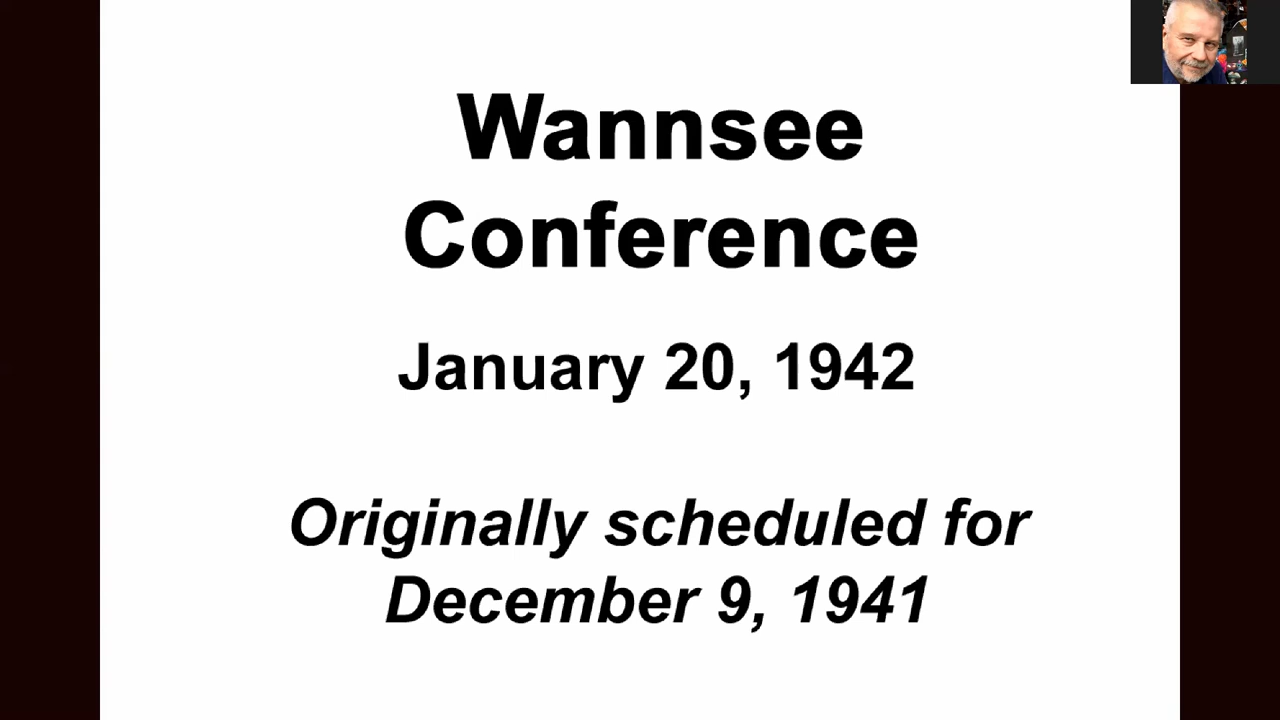 Wannsee
Conference
January 20, 1942
Originally scheduled for
December 9, 1941